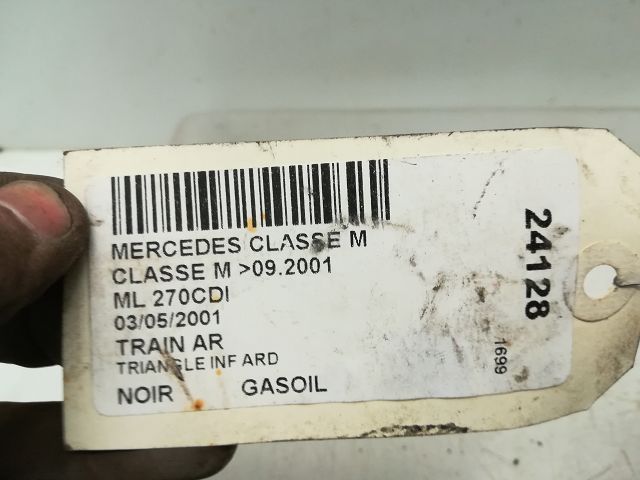 MERCEDES CLASSE M
CLASSE M >09.2001
ML 270CDI
03/05/2001
TRAIN AR
TRIANGLE INF ARD
NOIR GASOIL
24128
1699